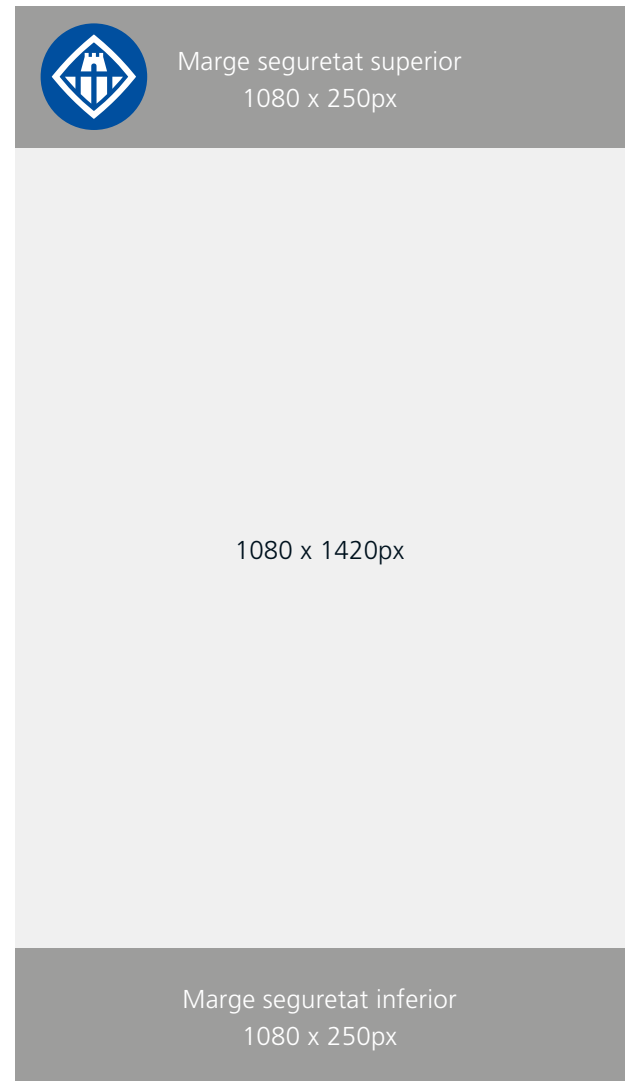 Marge seguretat superior
1080 x 250px
1080 x 1420px
Marge seguretat inferior
1080 x 250px